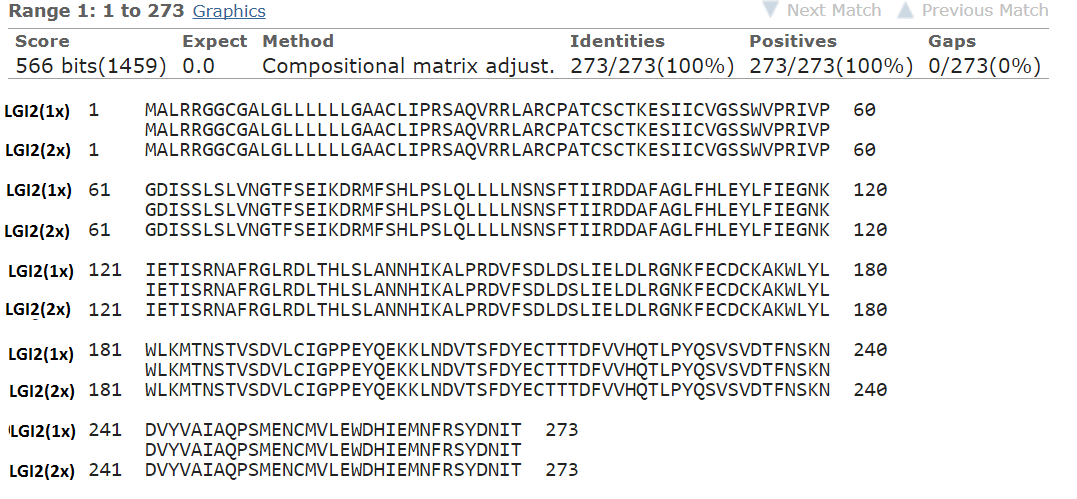 Range 1: 1 to 273 Graphics Next Match Previous Match
Score Expect Method Identities Positives Gaps
566 bits(1459) 0.0 Compositional matrix adjust. 273/273(100%) 273/273(100%) 0/273(0%)
LGI2(1x) 1 MALRRGGCGALGLLLLLLGAACLIPRSAQVRRLARCPATCSCTKESIICVGSSWVPRIVP 60
MALRRGGCGALGLLLLLLGAACLIPRSAQVRRLARCPATCSCTKESIICVGSSWVPRIVP
LGI2(2x) 1 MALRRGGCGALGLLLLLLGAACLIPRSAQVRRLARCPATCSCTKESIICVGSSWVPRIVP 60
LGI2(1x) 61 GDISSLSLVNGTFSEIKDRMFSHLPSLQLLLLNSNSFTIIRDDAFAGLFHLEYLFIEGNK 120
GDISSLSLVNGTFSEIKDRMFSHLPSLQLLLLNSNSFTIIRDDAFAGLFHLEYLFIEGNK
LGI2(2x) 61 GDISSLSLVNGTFSEIKDRMFSHLPSLQLLLLNSNSFTIIRDDAFAGLFHLEYLFIEGNK 120
LGI2(1x) 121 IETISRNAFRGLRDLTHLSLANNHIKALPRDVFSDLDSLIELDLRGNKFECDCKAKWLYL 180
IETISRNAFRGLRDLTHLSLANNHIKALPRDVFSDLDSLIELDLRGNKFECDCKAKWLYL
LGI2(2x) 121 IETISRNAFRGLRDLTHLSLANNHIKALPRDVFSDLDSLIELDLRGNKFECDCKAKWLYL 180
LGI2(1x) 181 WLKMTNSTVSDVLCIGPPEYQEKKLNDVTSFDYECTTTDFVVHQTLPYQSVSVDTFNSKN 240
WLKMTNSTVSDVLCIGPPEYQEKKLNDVTSFDYECTTTDFVVHQTLPYQSVSVDTFNSKN
LGI2(2x) 181 WLKMTNSTVSDVLCIGPPEYQEKKLNDVTSFDYECTTTDFVVHQTLPYQSVSVDTFNSKN 240
LGI2(1x) 241 DVYVAIAQPSMENCMVLEWDHIEMNFRSYDNIT 273
DVYVAIAQPSMENCMVLEWDHIEMNFRSYDNIT
LGI2(2x) 241 DVYVAIAQPSMENCMVLEWDHIEMNFRSYDNIT 273